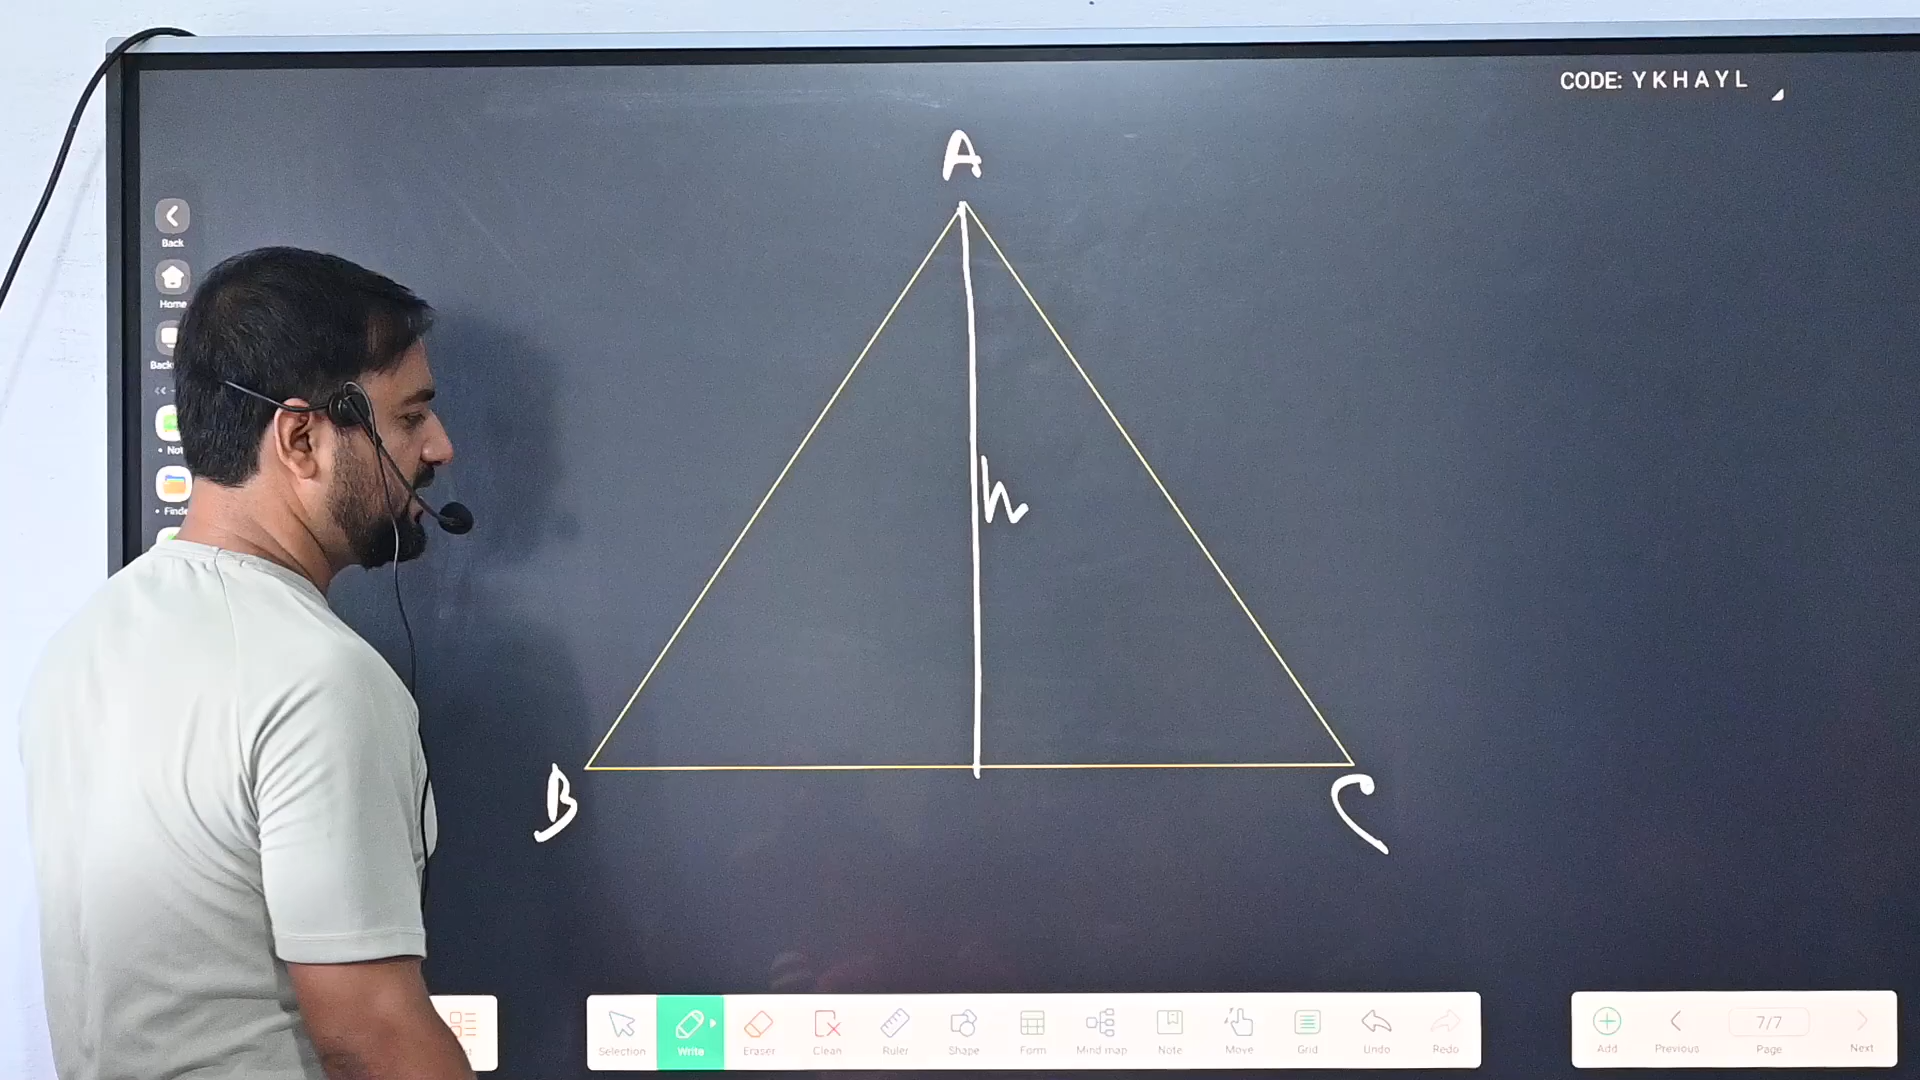 CODE: YKHAYL
A
Back
Home
h
B
C
Selection Write Eraser Clean Ruler Shape Form Mind map Note Move Grid Undo Redo
Add Previous 7/7 Page Next